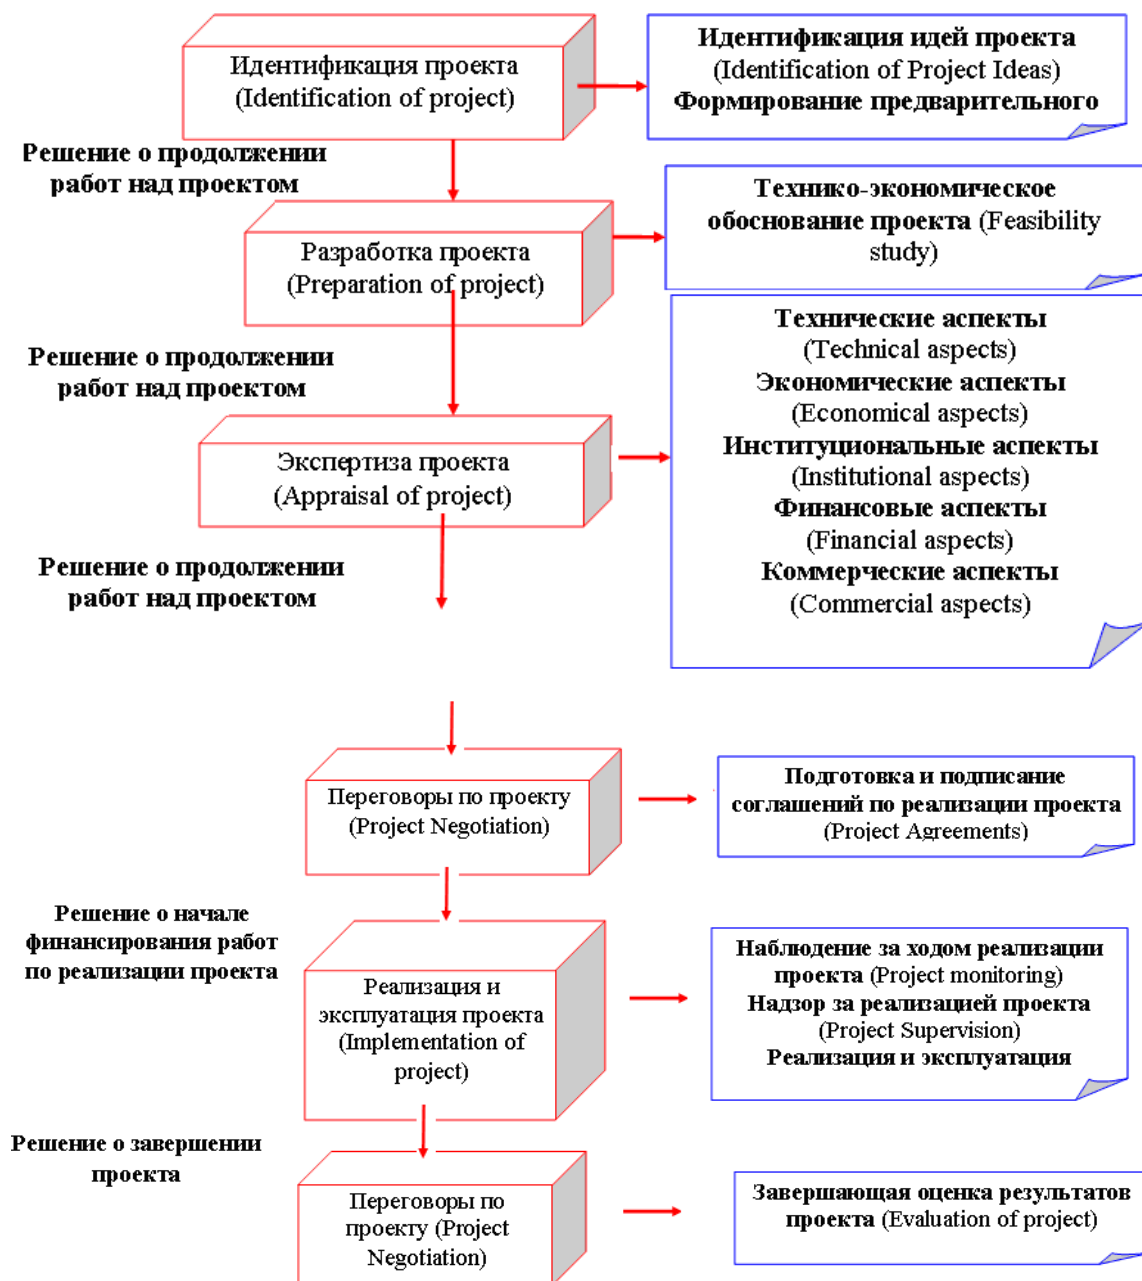 Идентификация проекта
(Identification of project)
Идентификация идей проекта
(Identification of Project Ideas)
Формирование предварительного
Решение о продолжении
работ над проектом
Разработка проекта
(Preparation of project)
Технико-экономическое
обоснование проекта (Feasibility
study)
Решение о продолжении
работ над проектом
Экспертиза проекта
(Appraisal of project)
Технические аспекты
(Technical aspects)
Экономические аспекты
(Economical aspects)
Институциональные аспекты
(Institutional aspects)
Финансовые аспекты
(Financial aspects)
Коммерческие аспекты
(Commercial aspects)
Решение о продолжении
работ над проектом
Переговоры по проекту
(Project Negotiation)
Подготовка и подписание
соглашений по реализации проекта
(Project Agreements)
Решение о начале
финансирования работ
по реализации проекта
Реализация и
эксплуатация проекта
(Implementation of
project)
Наблюдение за ходом реализации
проекта (Project monitoring)
Надзор за реализацией проекта
(Project Supervision)
Реализация и эксплуатация
Решение о завершении
проекта
Переговоры по
проекту (Project
Negotiation)
Завершающая оценка результатов
проекта (Evaluation of project)